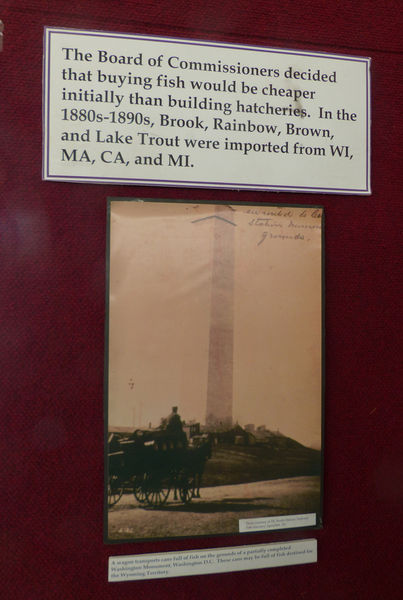 The Board of Commissioners decided
that buying fish would be cheaper
initially than building hatcheries. In the
1880s-1890s, Brook, Rainbow, Brown,
and Lake Trout were imported from WI,
MA, CA, and MI.
Station
grounds.
A wagon transports cans full of fish on the grounds of a partially completed
Washington Monument, Washington D.C. These cans may be full of fish destined for
the Wyoming Territory.